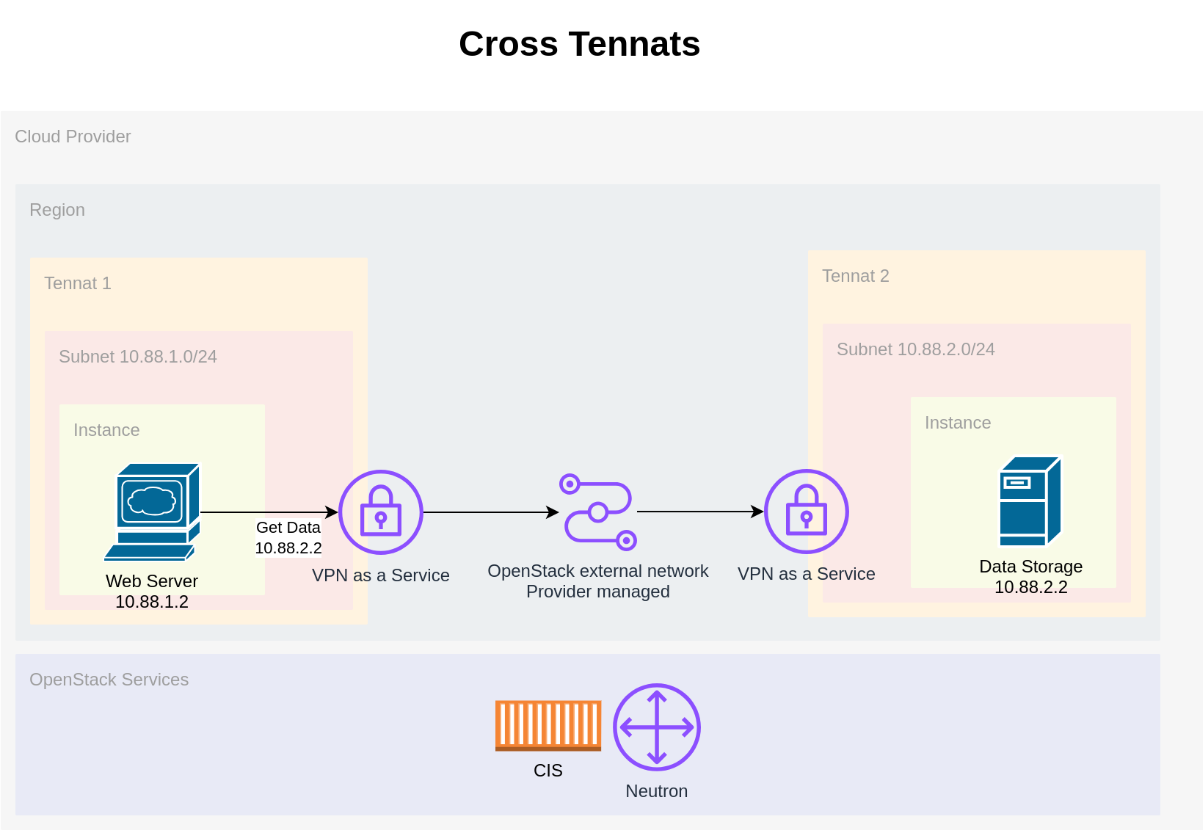 Cross Tennats
Cloud Provider
Region
Tennat 1
Subnet 10.88.1.0/24
Instance
Web Server
10.88.1.2
Get Data
10.88.2.2
VPN as a Service
OpenStack external network
Provider managed
VPN as a Service
Tennat 2
Subnet 10.88.2.0/24
Instance
Data Storage
10.88.2.2
OpenStack Services
CIS
Neutron